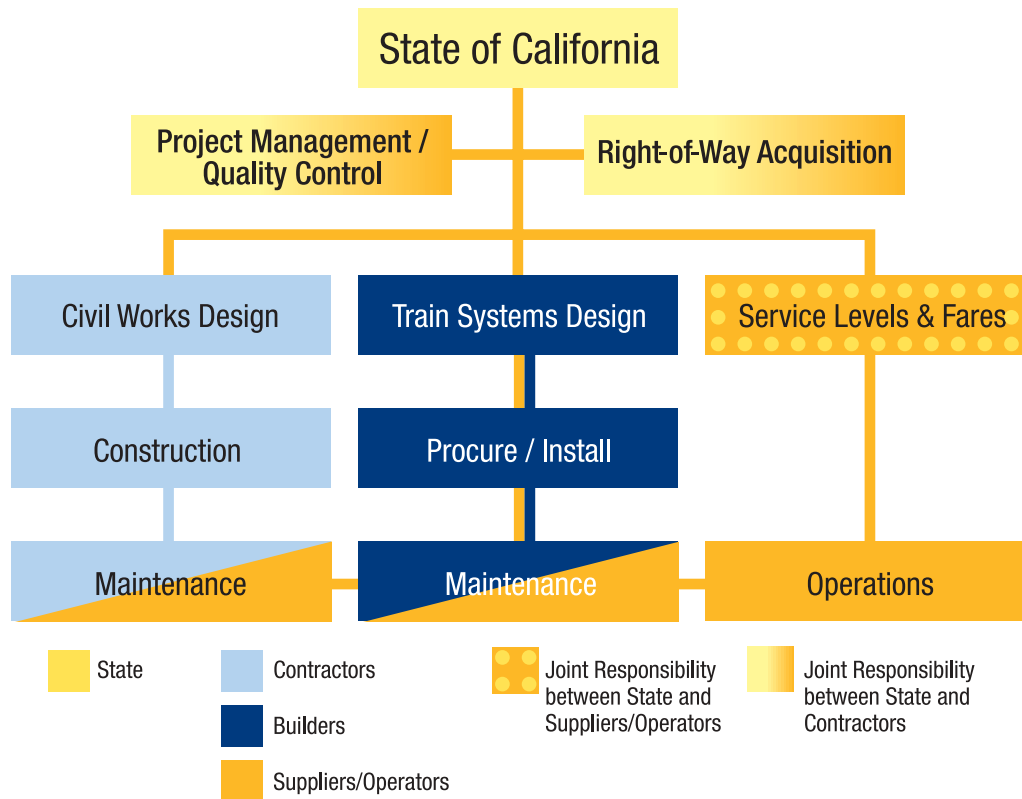 State of California
Project Management /
Quality Control
Right-of-Way Acquisition
Civil Works Design
Train Systems Design
Service Levels & Fares
Construction
Procure / Install
Maintenance
Maintenance
Operations
State
Contractors
Builders
Suppliers/Operators
Joint Responsibility
between State and
Suppliers/Operators
Joint Responsibility
between State and
Contractors